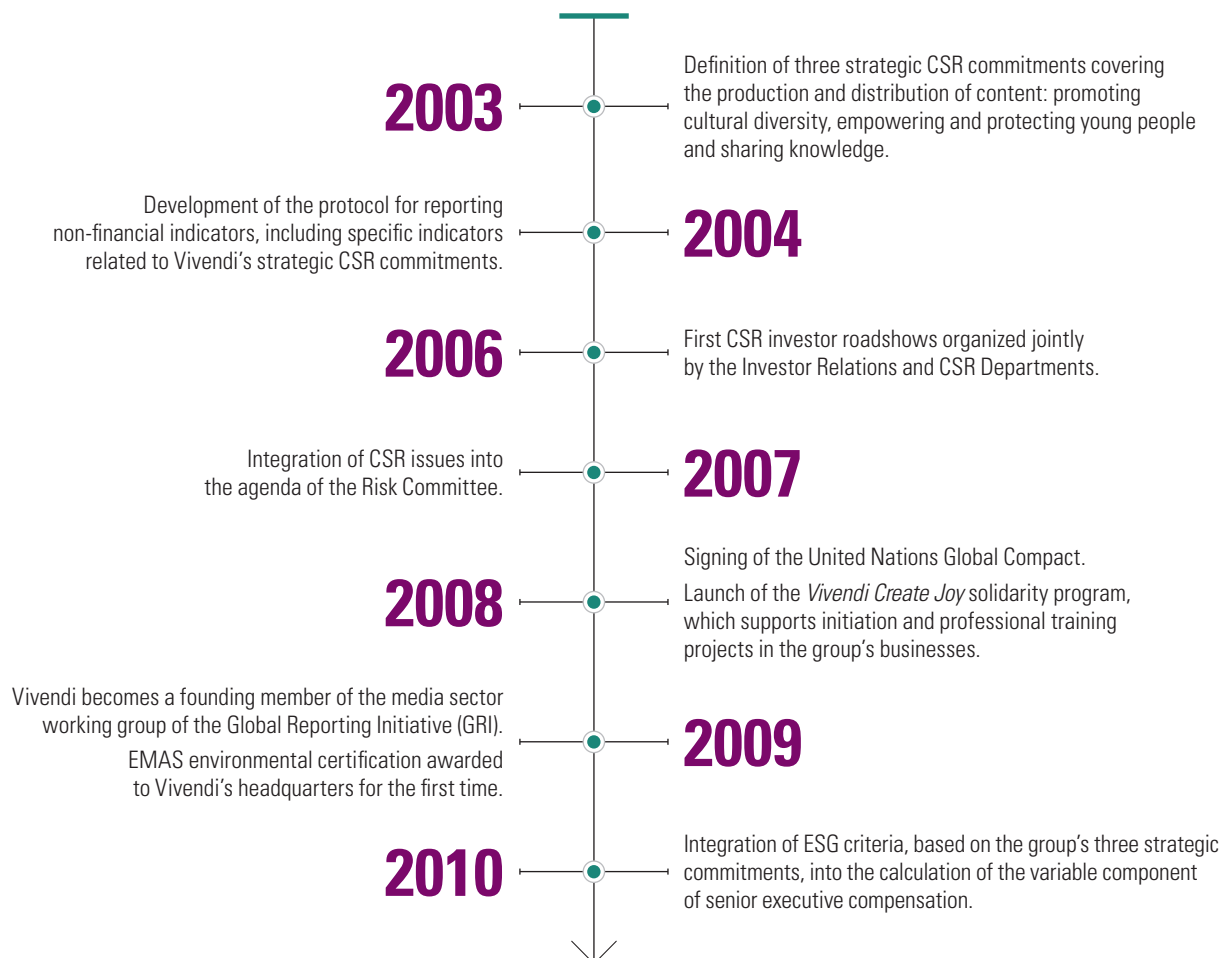 2003
Definition of three strategic CSR commitments covering
the production and distribution of content: promoting
cultural diversity, empowering and protecting young people
and sharing knowledge.
Development of the protocol for reporting
non-financial indicators, including specific indicators
related to Vivendi’s strategic CSR commitments.
2004
2006
First CSR investor roadshows organized jointly
by the Investor Relations and CSR Departments.
Integration of CSR issues into
the agenda of the Risk Committee.
2007
2008
Signing of the United Nations Global Compact.
Launch of the Vivendi Create Joy solidarity program,
which supports initiation and professional training
projects in the group’s businesses.
Vivendi becomes a founding member of the media sector
working group of the Global Reporting Initiative (GRI).
EMAS environmental certification awarded
to Vivendi’s headquarters for the first time.
2009
2010
Integration of ESG criteria, based on the group’s three strategic
commitments, into the calculation of the variable component
of senior executive compensation.